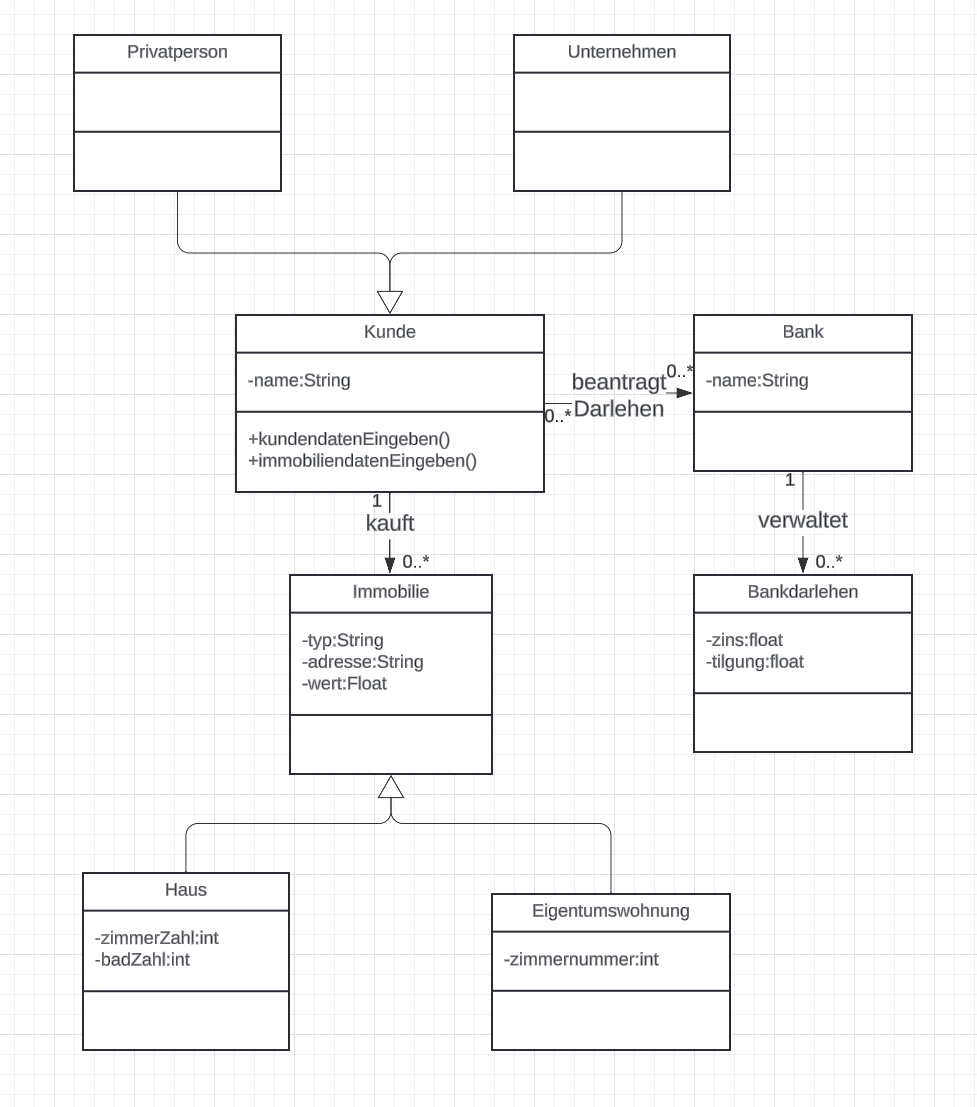 Privatperson
Unternehmen
Kunde
-name:String
+kundendatenEingeben()
+immobiliendatenEingeben()
0..*
beantragt
Darlehen
0..*
Bank
-name:String
1
kauft
0..*
1
verwaltet
0..*
Immobilie
-typ:String
-adresse:String
-wert:Float
Bankdarlehen
-zins:float
-tilgung:float
Haus
-zimmerZahl:int
-badZahl:int
Eigentumswohnung
-zimmernummer:int